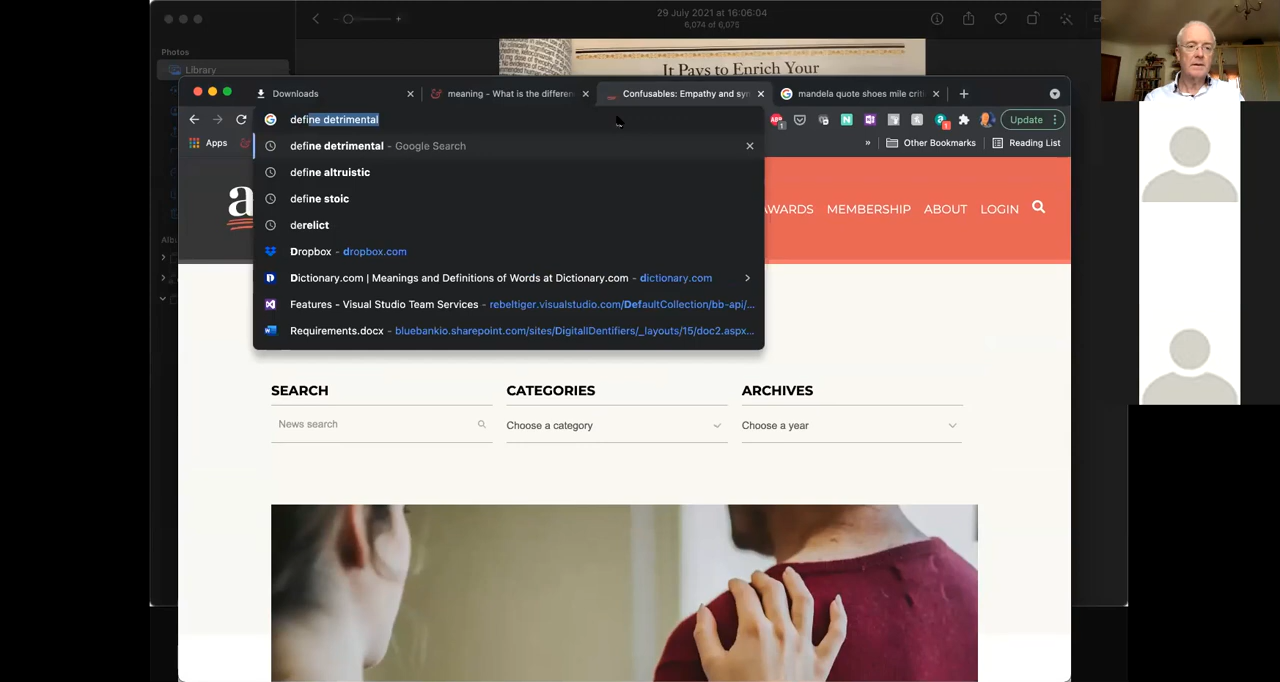 29 July 2021 at 16:06:04
6,074 of 6,075
Photos
Library
It Pays to Enrich Your
Downloads
meaning - What is the differen
Confusables: Empathy and syn
mandela quote shoes mile criti
define detrimental
Update
Apps
Other Bookmarks
Reading List
define detrimental - Google Search
define altruistic
define stoic
derelict
Dropbox - dropbox.com
Dictionary.com | Meanings and Definitions of Words at Dictionary.com - dictionary.com
Features - Visual Studio Team Services - rebeltiger.visualstudio.com/DefaultCollection/bb-api/...
Requirements.docx - bluebankio.sharepoint.com/sites/DigitalIDentifiers/_layouts/15/doc2.aspx...
a
AWARDS MEMBERSHIP ABOUT LOGIN
Albu
SEARCH CATEGORIES ARCHIVES
News search Choose a category Choose a year